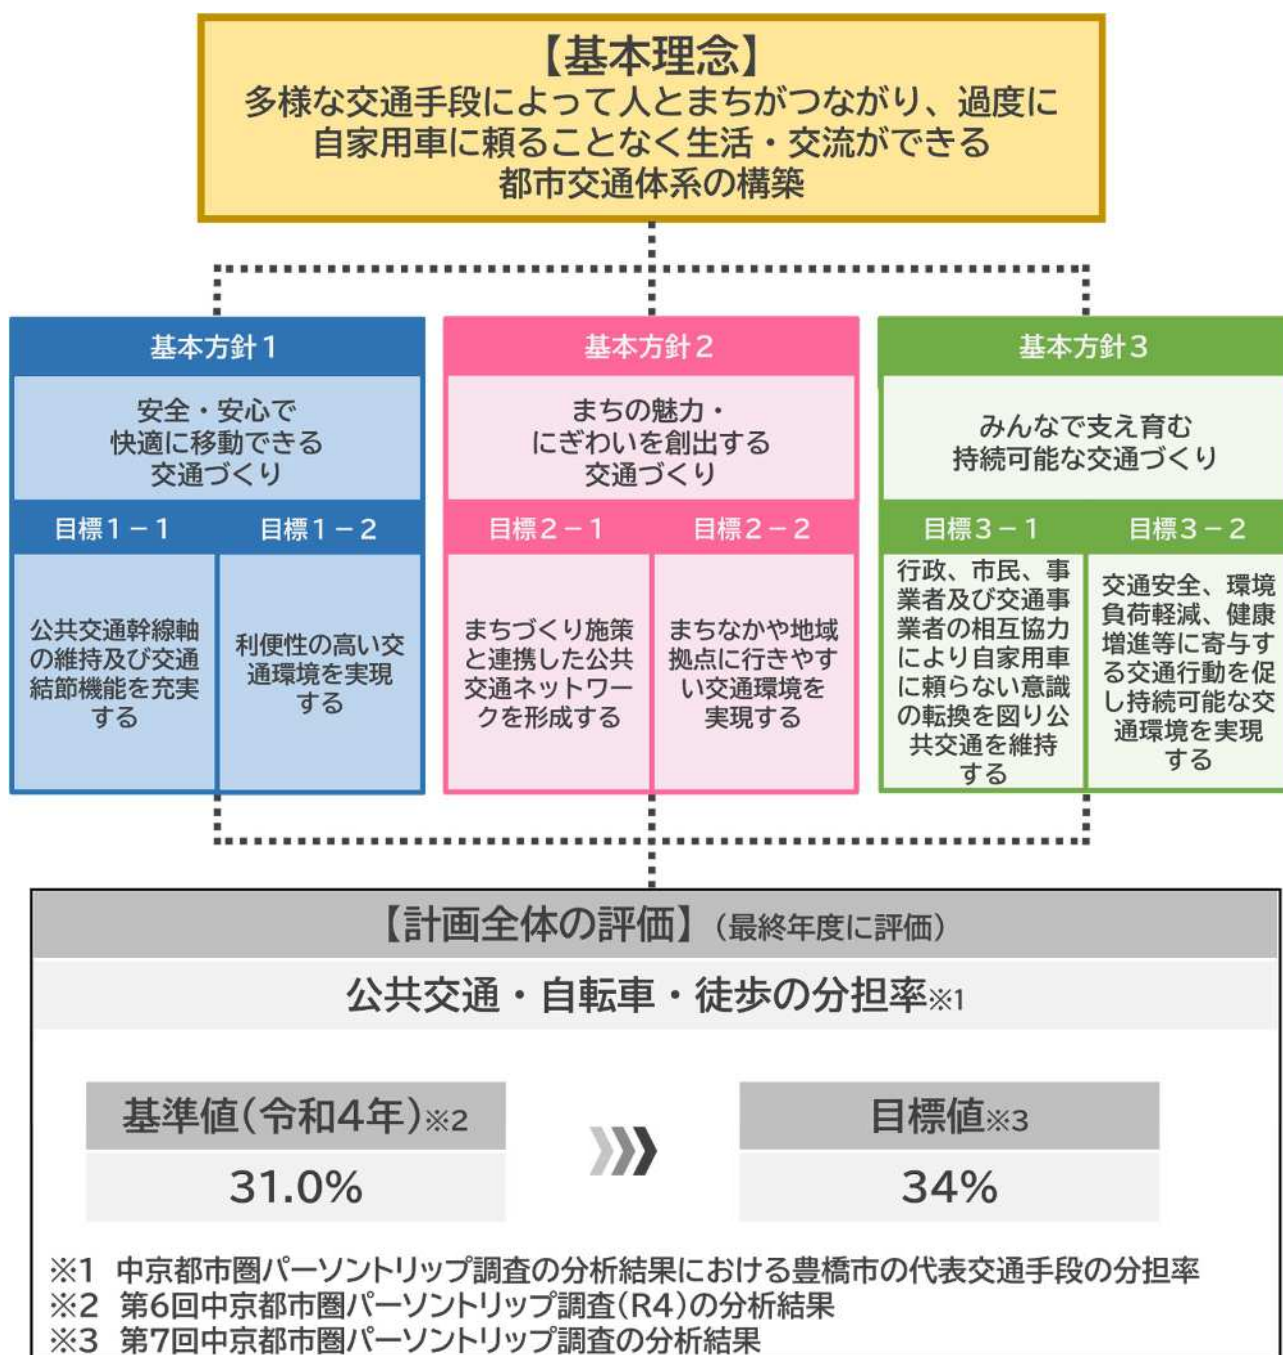 【基本理念】
多様な交通手段によって人とまちがつながり、過度に
自家用車に頼ることなく生活・交流ができる
都市交通体系の構築
基本方針1
安全・安心で
快適に移動できる
交通づくり
目標1－1
公共交通幹線軸
の維持及び交通
結節機能を充実
する
目標1－2
利便性の高い交
通環境を実現
する
基本方針2
まちの魅力・
にぎわいを創出する
交通づくり
目標2－1
まちづくり施策
と連携した公共
交通ネットワー
クを形成する
目標2－2
まちなかや地域
拠点に行きやす
い交通環境を
実現する
基本方針3
みんなで支え育む
持続可能な交通づくり
目標3－1
行政、市民、事
業者及び交通事
業者の相互協力
により自家用車
に頼らない意識
の転換を図り公
共交通を維持
する
目標3－2
交通安全、環境
負荷軽減、健康
増進等に寄与す
る交通行動を促
し持続可能な交
通環境を実現
する
【計画全体の評価】（最終年度に評価）
公共交通・自転車・徒歩の分担率※1
基準値(令和4年)※2
31.0%
目標値※3
34%
※1 中京都市圏パーソントリップ調査の分析結果における豊橋市の代表交通手段の分担率
※2 第6回中京都市圏パーソントリップ調査(R4)の分析結果
※3 第7回中京都市圏パーソントリップ調査の分析結果